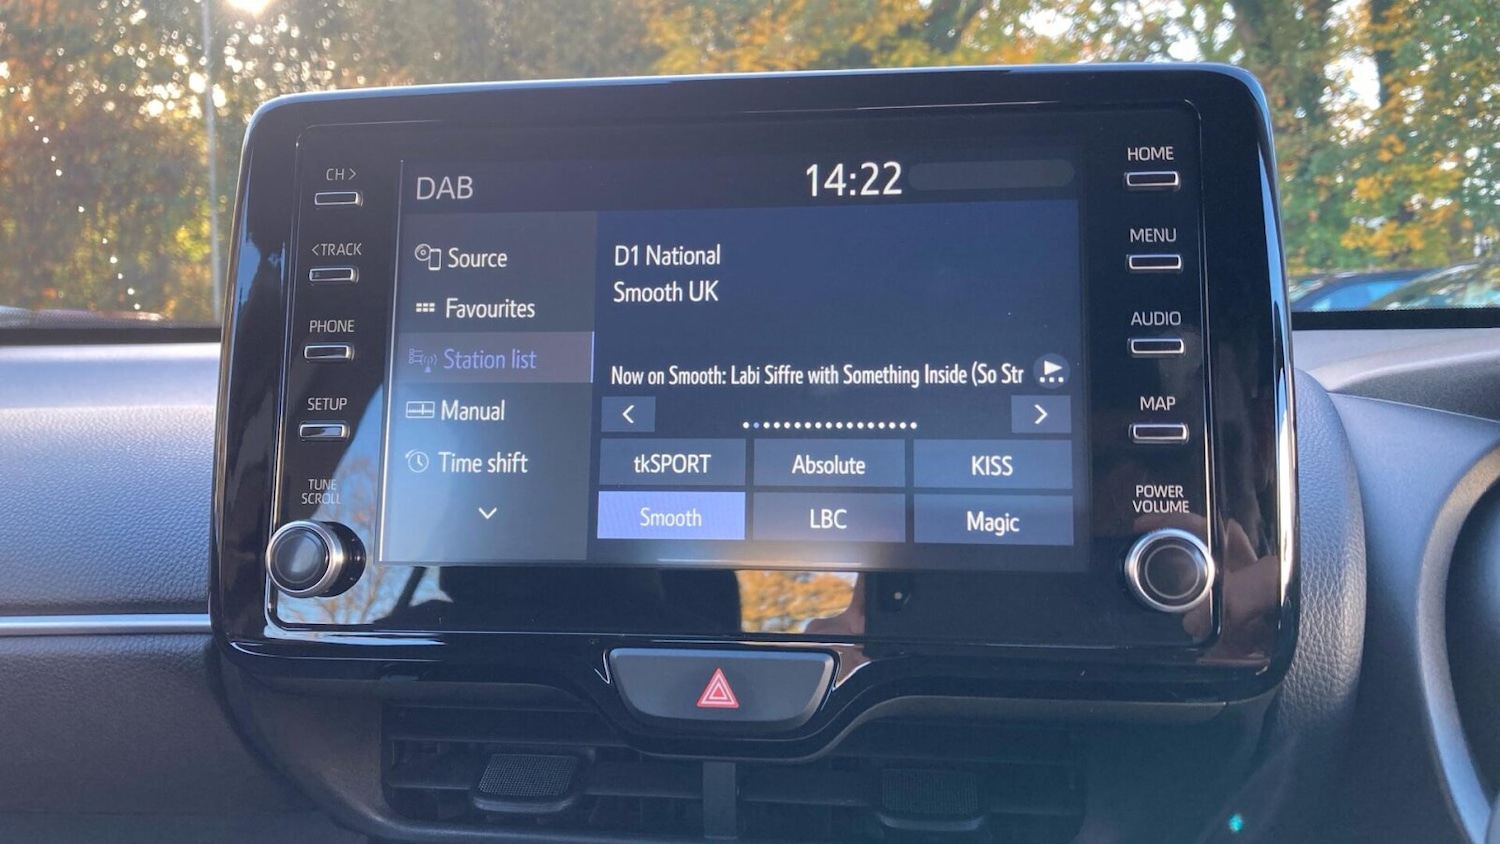 CH >
< TRACK
PHONE
SETUP
TUNE
SCROLL
DAB
14:22
Source
Favourites
Station list
Manual
Time shift
D1 National
Smooth UK
Now on Smooth: Labi Siffre with Something Inside (So Str
<
>
tkSPORT
Absolute
KISS
Smooth
LBC
Magic
HOME
MENU
AUDIO
MAP
POWER
VOLUME